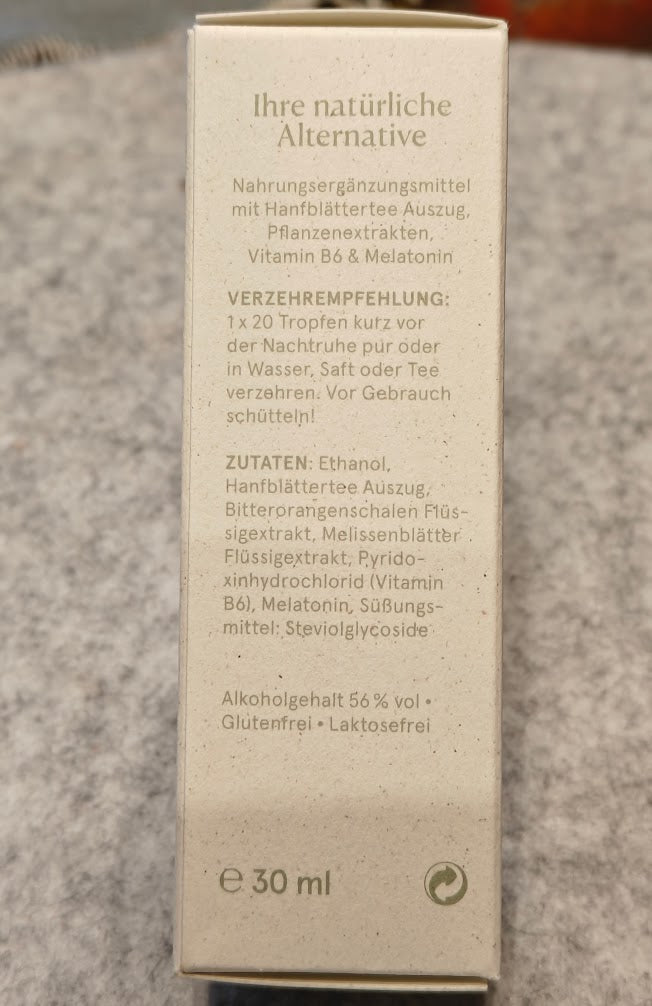 Ihre natürliche
Alternative
Nahrungsergänzungsmittel
mit Hanfblättertee Auszug,
Pflanzenextrakten,
Vitamin B6 & Melatonin
VERZEHREMPFEHLUNG:
1 x 20 Tropfen kurz vor
der Nachtruhe pur oder
in Wasser, Saft oder Tee
verzehren. Vor Gebrauch
schütteln!
ZUTATEN: Ethanol,
Hanfblättertee Auszug,
Bitterorangenschalen Flüs-
sigextrakt, Melissenblätter
Flüssigextrakt, Pyrido-
xinhydrochlorid (Vitamin
B6), Melatonin, Süßungs-
mittel: Steviolglycoside
Alkoholgehalt 56 % vol •
Glutenfrei • Laktosefrei
℮ 30 ml